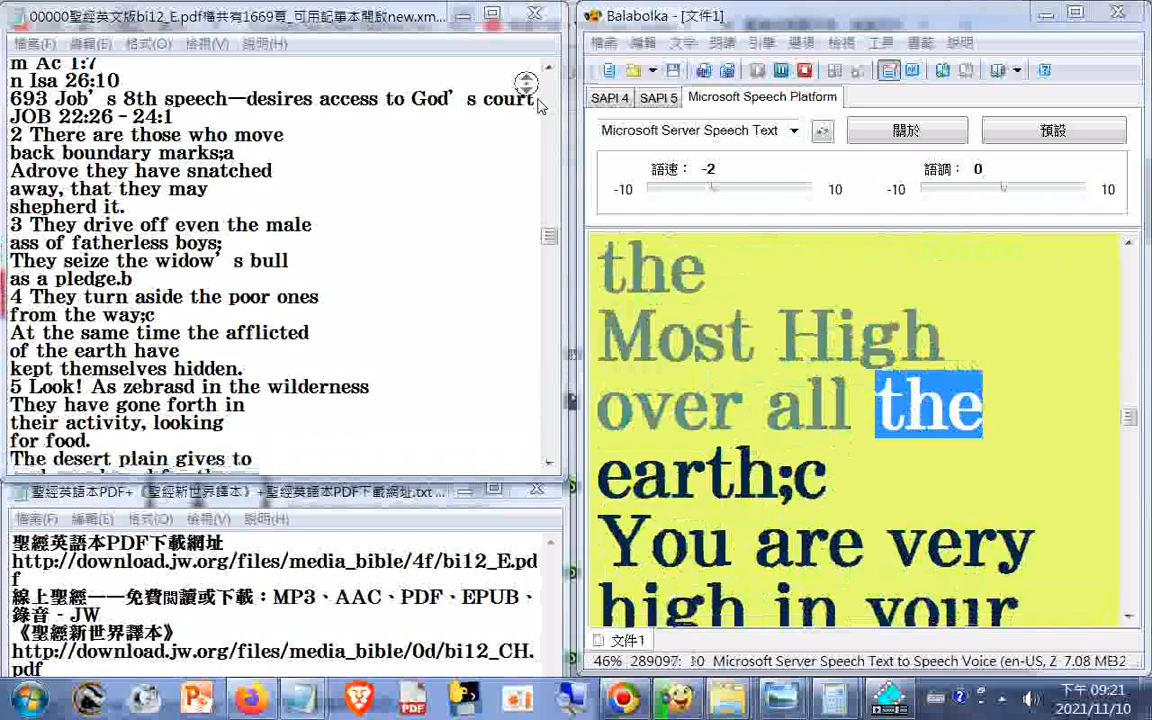 00000聖經英文版bi12_E.pdf檔共有1669頁_可用記事本開啟new.xm...
檔案(F) 編輯(E) 格式(O) 檢視(V) 說明(H)
m Ac 1:7
n Isa 26:10
693 Job’s 8th speech—desires access to God’s court
JOB 22:26–24:1
2 There are those who move
back boundary marks;a
Adrove they have snatched
away, that they may
shepherd it.
3 They drive off even the male
ass of fatherless boys;
They seize the widow’s bull
as a pledge.b
4 They turn aside the poor ones
from the way;c
At the same time the afflicted
of the earth have
kept themselves hidden.
5 Look! As zebrasd in the wilderness
They have gone forth in
their activity, looking
for food.
The desert plain gives to
聖經英語本PDF+《聖經新世界譯本》+聖經英語本PDF下載網址.txt ...
檔案(F) 編輯(E) 格式(O) 檢視(V) 說明(H)
聖經英語本PDF下載網址
http://download.jw.org/files/media_bible/4f/bi12_E.pd
f
線上聖經——免費閱讀或下載：MP3、AAC、PDF、EPUB、
錄音 - JW
《聖經新世界譯本》
http://download.jw.org/files/media_bible/0d/bi12_CH.
pdf
Balabolka - [文件1]
檔案 編輯 文字 朗讀 引擎 選項 檢視 工具 書籤 說明
SAPI 4 SAPI 5 Microsoft Speech Platform
Microsoft Server Speech Text 關於 預設
語速： -2 語調： 0
-10 10 -10 10
the
Most High
over all the
earth;c
You are very
high in your
文件1
46% 289097: 10 Microsoft Server Speech Text to Speech Voice (en-US, Z 7.08 MB2
下午 09:21
2021/11/10